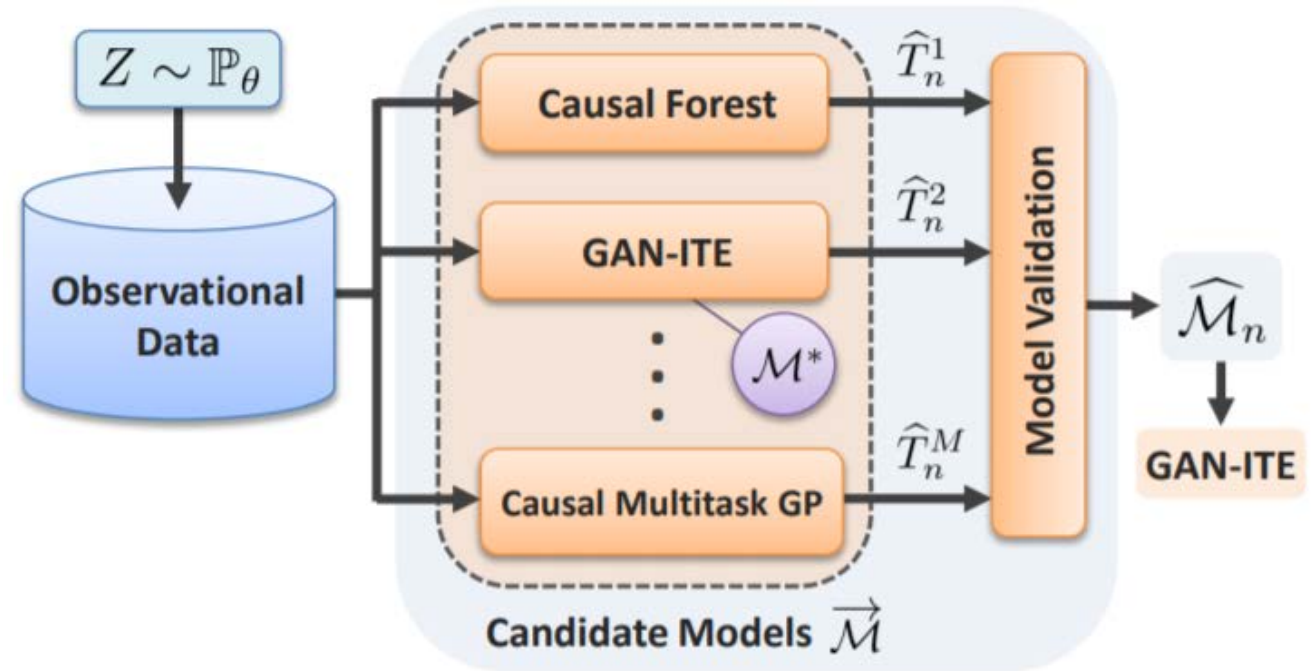 Z ∼ ℙ_θ
Observational
Data
Causal Forest
GAN-ITE
ℳ*
Causal Multitask GP
Candidate Models ℳ⃗
T̂_n^1
T̂_n^2
T̂_n^M
Model Validation
ℳ̂_n
GAN-ITE